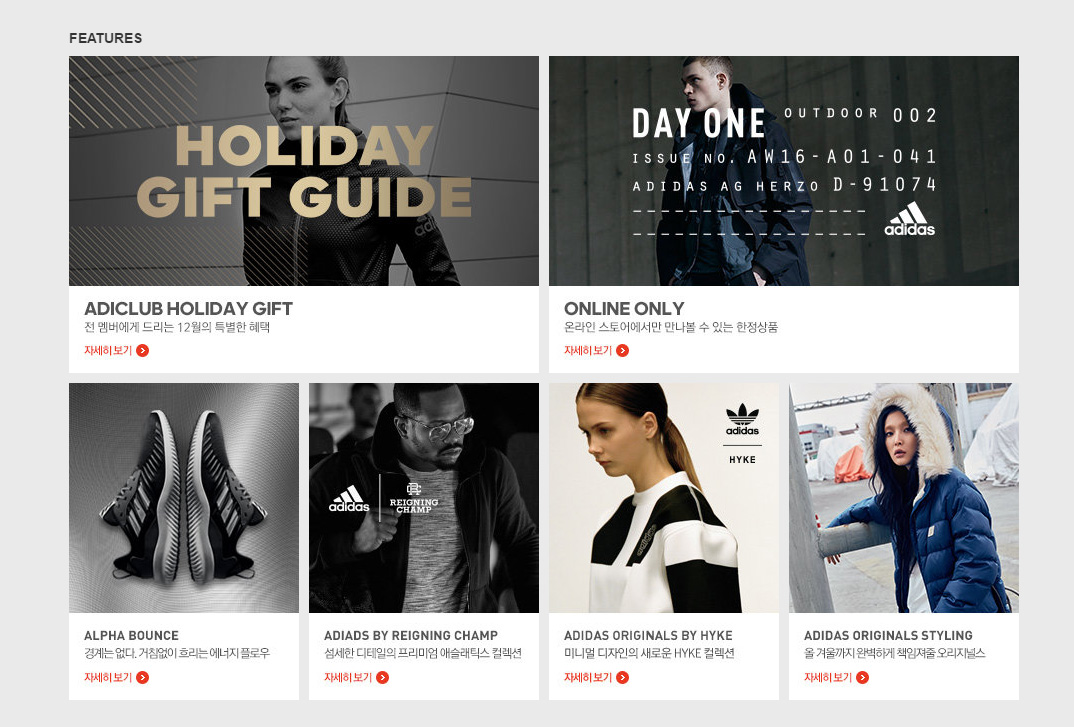 FEATURES
HOLIDAY
GIFT GUIDE
adidas
DAY ONE OUTDOOR 002
ISSUE NO. AW16-A01-041
ADIDAS AG HERZO D-91074
adidas
ADICLUB HOLIDAY GIFT
전 멤버에게 드리는 12월의 특별한 혜택
자세히 보기
ONLINE ONLY
온라인 스토어에서만 만나볼 수 있는 한정상품
자세히 보기
adidas
REIGNING
CHAMP
adidas
HYKE
ALPHA BOUNCE
경계는 없다. 거침없이 흐리는 에너지 플로우
자세히 보기
ADIADS BY REIGNING CHAMP
섬세한 디테일의 프리미엄 애슬래틱스 컬렉션
자세히 보기
ADIDAS ORIGINALS BY HYKE
미니멀 디자인의 새로운 HYKE 컬렉션
자세히 보기
ADIDAS ORIGINALS STYLING
올 겨울까지 완벽하게 책임져줄 오리지널스
자세히 보기